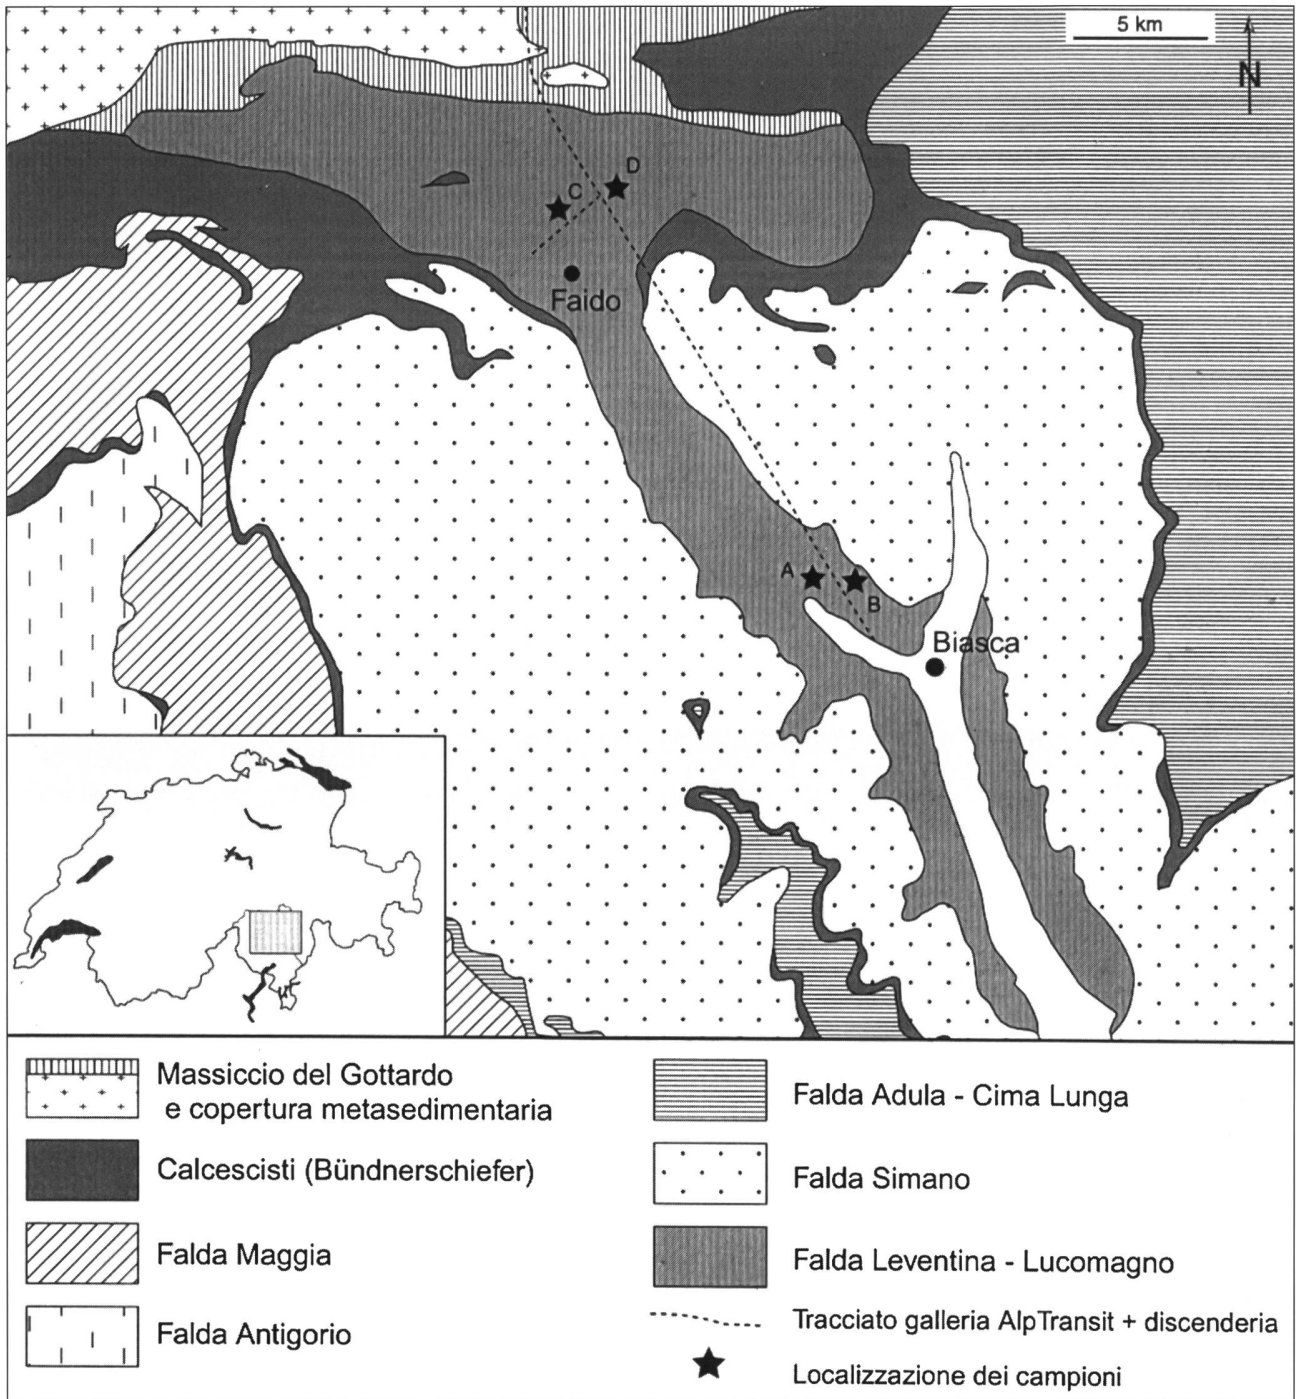 5 km
N
D
C
Faido
A
B
Biasca
Massiccio del Gottardo
e copertura metasedimentaria
Calcescisti (Bündnerschiefer)
Falda Maggia
Falda Antigorio
Falda Adula - Cima Lunga
Falda Simano
Falda Leventina - Lucomagno
Tracciato galleria AlpTransit + discenderia
Localizzazione dei campioni